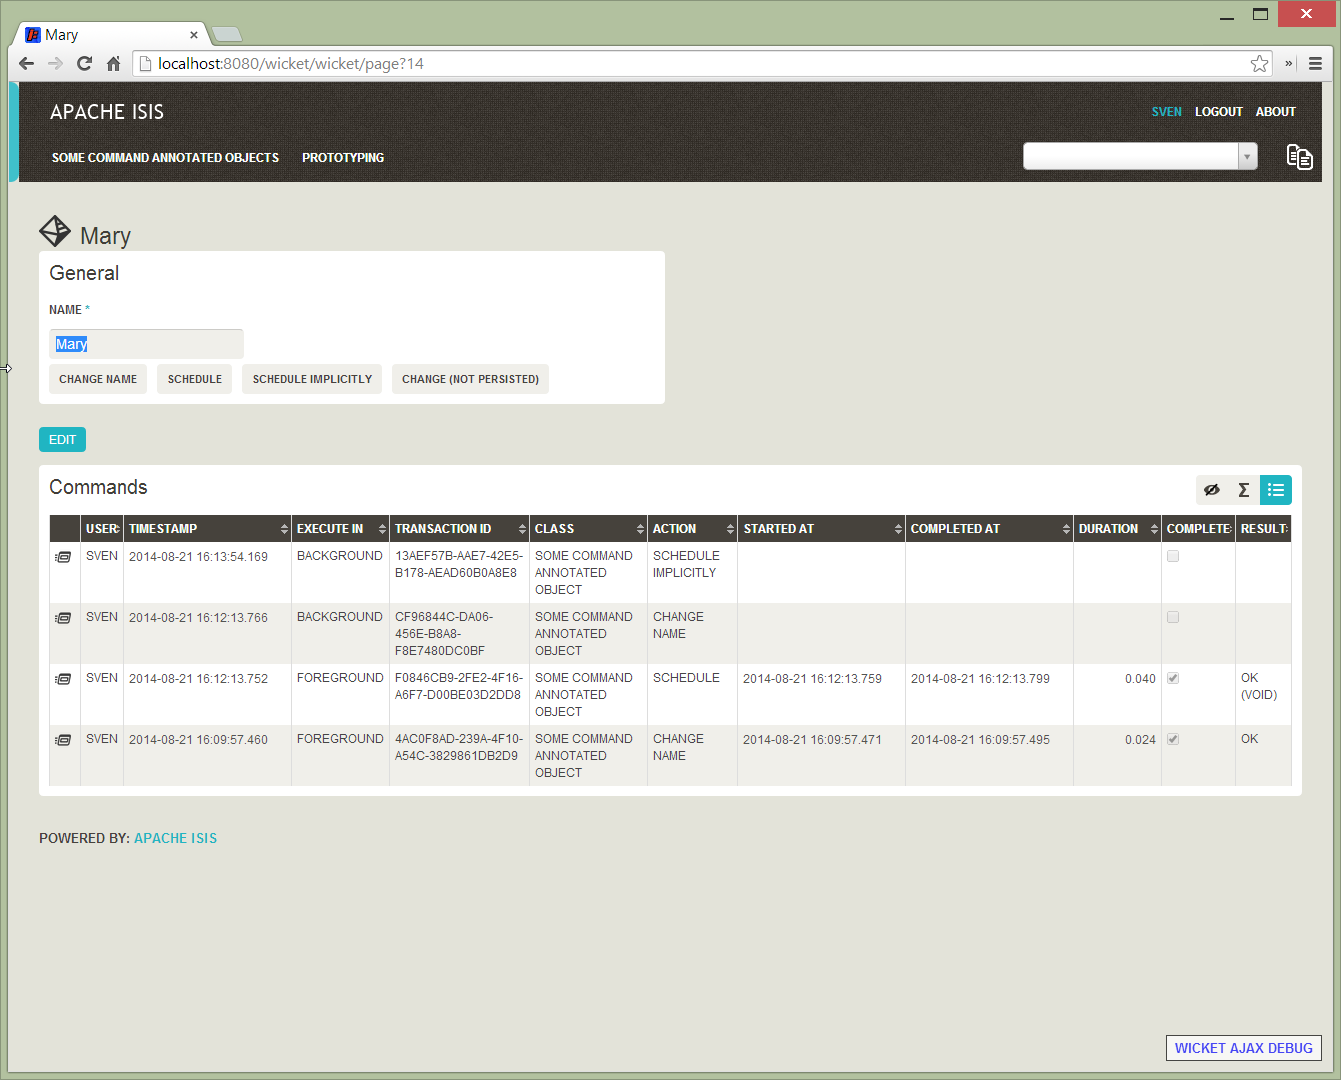 Mary
localhost:8080/wicket/wicket/page?14
APACHE ISIS
SVEN LOGOUT ABOUT
SOME COMMAND ANNOTATED OBJECTS PROTOTYPING
Mary
General
NAME *
Mary
CHANGE NAME SCHEDULE SCHEDULE IMPLICITLY CHANGE (NOT PERSISTED)
EDIT
Commands
USER TIMESTAMP EXECUTE IN TRANSACTION ID CLASS ACTION STARTED AT COMPLETED AT DURATION COMPLETE RESULT
SVEN 2014-08-21 16:13:54.169 BACKGROUND 13AEF57B-AAE7-42E5- SOME COMMAND SCHEDULE
B178-AEAD60B0A8E8 ANNOTATED IMPLICITLY
OBJECT
SVEN 2014-08-21 16:12:13.766 BACKGROUND CF96844C-DA06- SOME COMMAND CHANGE
456E-B8A8- ANNOTATED NAME
F8E7480DC0BF OBJECT
SVEN 2014-08-21 16:12:13.752 FOREGROUND F0846CB9-2FE2-4F16- SOME COMMAND SCHEDULE 2014-08-21 16:12:13.759 2014-08-21 16:12:13.799 0.040 OK
A6F7-D00BE03D2DD8 ANNOTATED (VOID)
OBJECT
SVEN 2014-08-21 16:09:57.460 FOREGROUND 4AC0F8AD-239A-4F10- SOME COMMAND CHANGE 2014-08-21 16:09:57.471 2014-08-21 16:09:57.495 0.024 OK
A54C-3829861DB2D9 ANNOTATED NAME
OBJECT
POWERED BY: APACHE ISIS
WICKET AJAX DEBUG